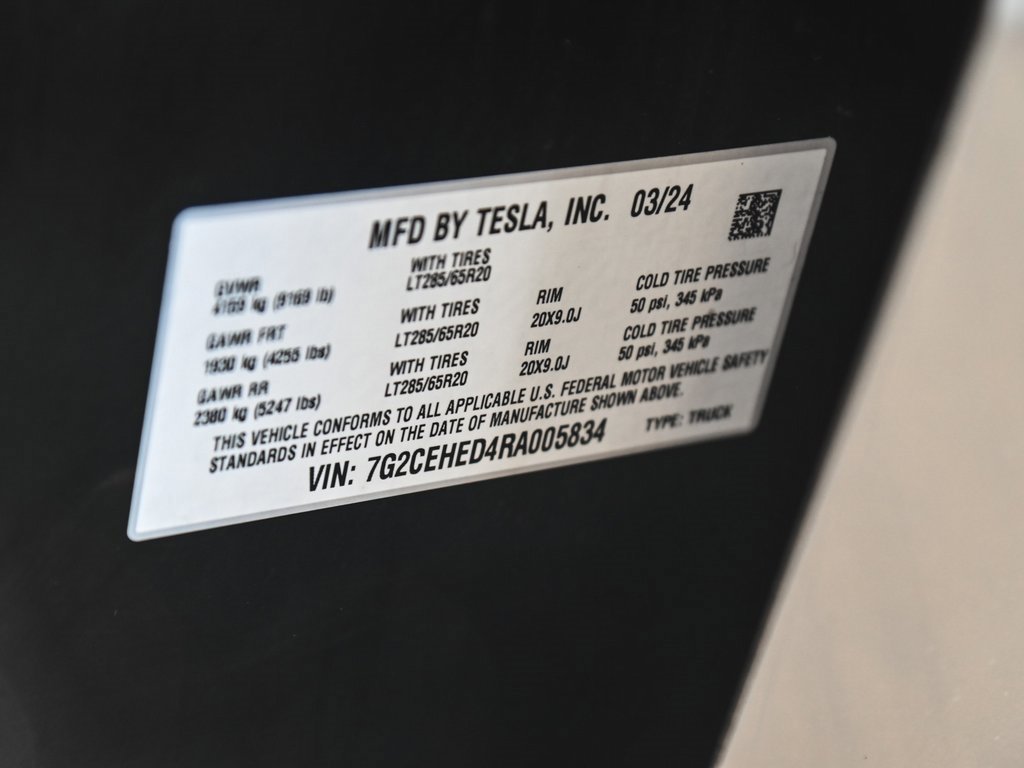 MFD BY TESLA, INC. 03/24
GVWR
4159 kg (9169 lb)
WITH TIRES
LT285/65R20
GAWR FRT
1930 kg (4255 lbs)
WITH TIRES
LT285/65R20
RIM
20X9.0J
COLD TIRE PRESSURE
50 psi, 345 kPa
GAWR RR
2380 kg (5247 lbs)
WITH TIRES
LT285/65R20
RIM
20X9.0J
COLD TIRE PRESSURE
50 psi, 345 kPa
THIS VEHICLE CONFORMS TO ALL APPLICABLE U.S. FEDERAL MOTOR VEHICLE SAFETY
STANDARDS IN EFFECT ON THE DATE OF MANUFACTURE SHOWN ABOVE.
VIN: 7G2CEHED4RA005834
TYPE: TRUCK